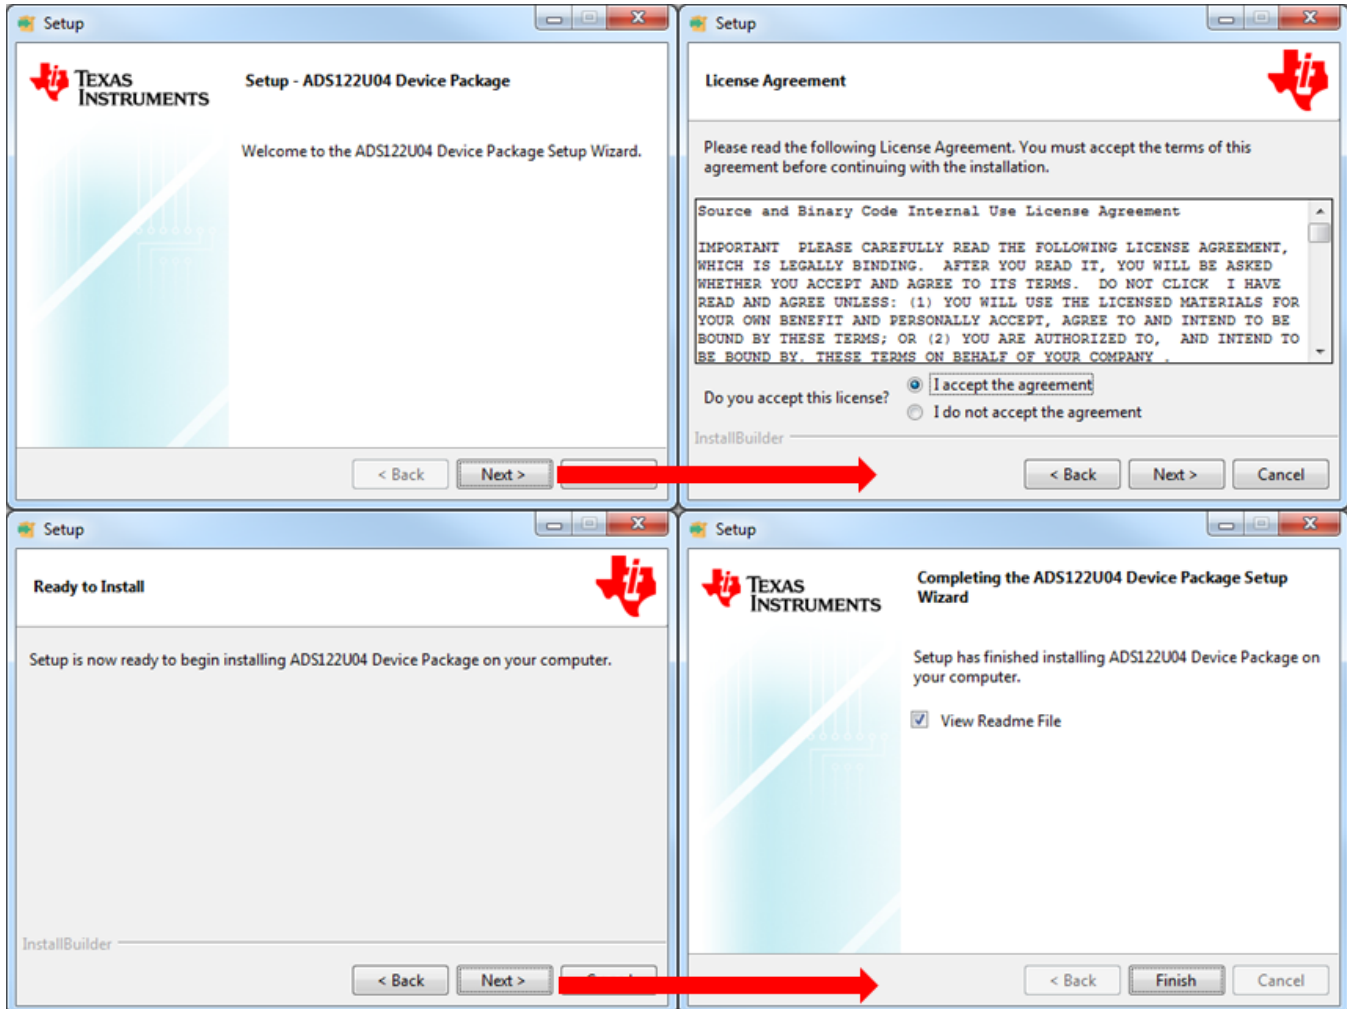 Setup
TEXAS
INSTRUMENTS
Setup - ADS122U04 Device Package
Welcome to the ADS122U04 Device Package Setup Wizard.
< Back
Next >
Setup
License Agreement
Please read the following License Agreement. You must accept the terms of this
agreement before continuing with the installation.
Source and Binary Code Internal Use License Agreement
IMPORTANT  PLEASE CAREFULLY READ THE FOLLOWING LICENSE AGREEMENT,
WHICH IS LEGALLY BINDING.  AFTER YOU READ IT, YOU WILL BE ASKED
WHETHER YOU ACCEPT AND AGREE TO ITS TERMS.  DO NOT CLICK  I HAVE
READ AND AGREE UNLESS: (1) YOU WILL USE THE LICENSED MATERIALS FOR
YOUR OWN BENEFIT AND PERSONALLY ACCEPT, AGREE TO AND INTEND TO BE
BOUND BY THESE TERMS; OR (2) YOU ARE AUTHORIZED TO,  AND INTEND TO
BE BOUND BY, THESE TERMS ON BEHALF OF YOUR COMPANY .
Do you accept this license?
I accept the agreement
I do not accept the agreement
InstallBuilder
< Back
Next >
Cancel
Setup
Ready to Install
Setup is now ready to begin installing ADS122U04 Device Package on your computer.
InstallBuilder
< Back
Next >
Setup
TEXAS
INSTRUMENTS
Completing the ADS122U04 Device Package Setup
Wizard
Setup has finished installing ADS122U04 Device Package on
your computer.
View Readme File
< Back
Finish
Cancel